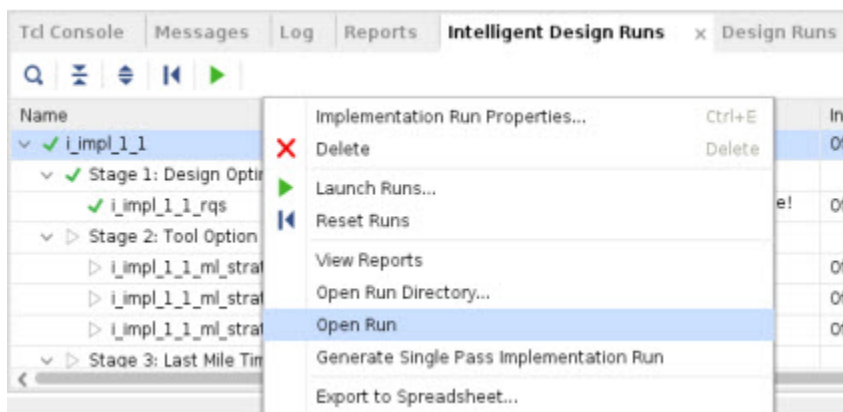 Tcl Console Messages Log Reports Intelligent Design Runs × Design Runs
Name In
i_impl_1_1
Stage 1: Design Opti
i_impl_1_1_rqs e!
Stage 2: Tool Option
i_impl_1_1_ml_strat
i_impl_1_1_ml_strat
i_impl_1_1_ml_strat
Stage 3: Last Mile Tim
Implementation Run Properties... Ctrl+E
Delete Delete
Launch Runs...
Reset Runs
View Reports
Open Run Directory...
Open Run
Generate Single Pass Implementation Run
Export to Spreadsheet...